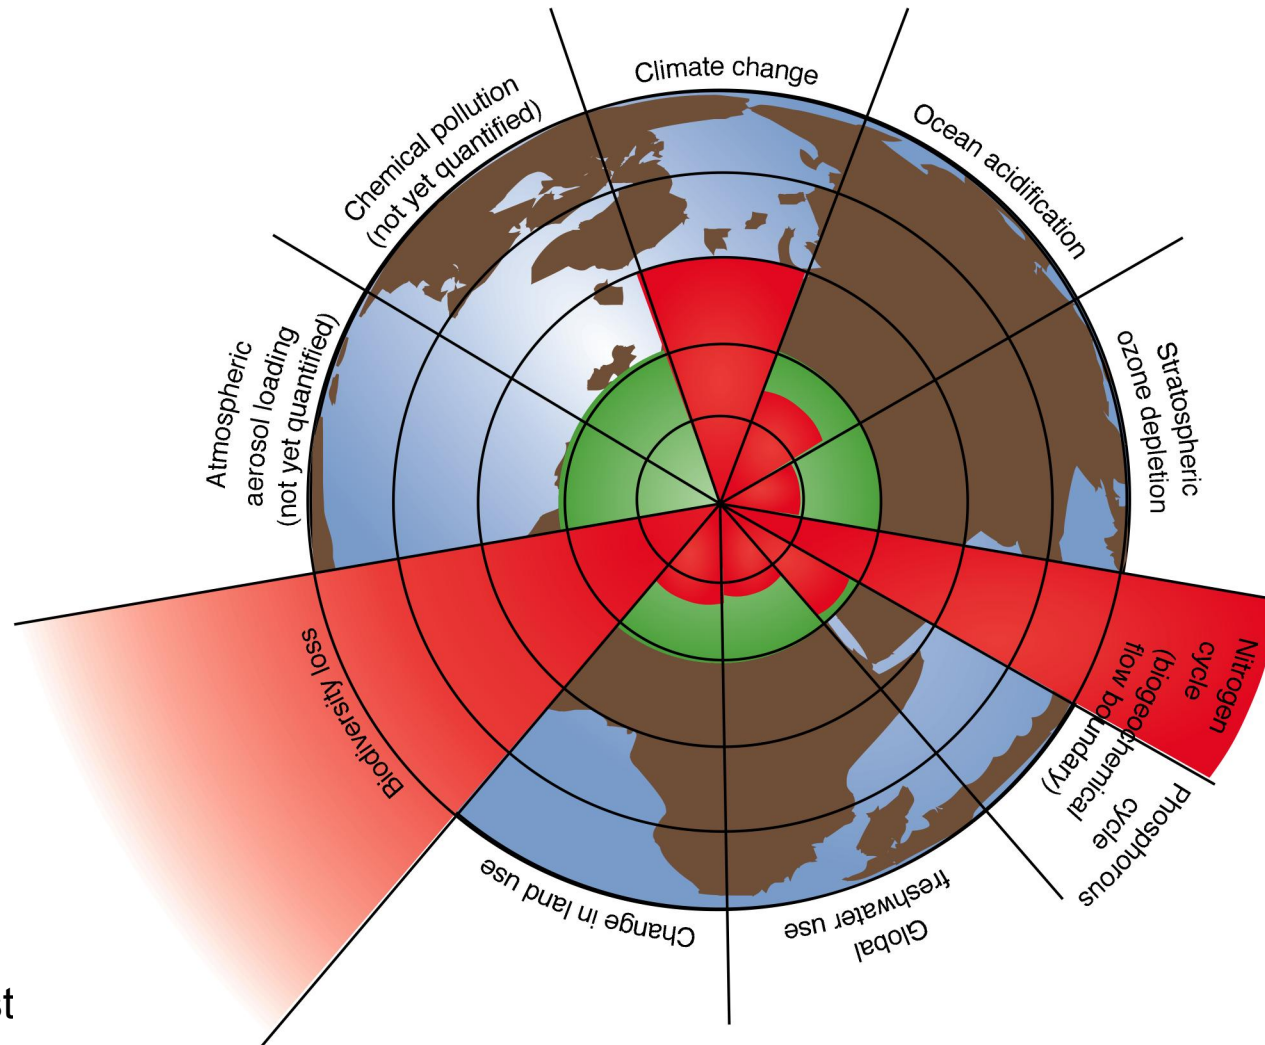 Climate change
Ocean acidification
Stratospheric
ozone depletion
Nitrogen
cycle
(biogeochemical
flow boundary)
Phosphorous
cycle
Global
freshwater use
Change in land use
Biodiversity loss
Atmospheric
aerosol loading
(not yet quantified)
Chemical pollution
(not yet quantified)